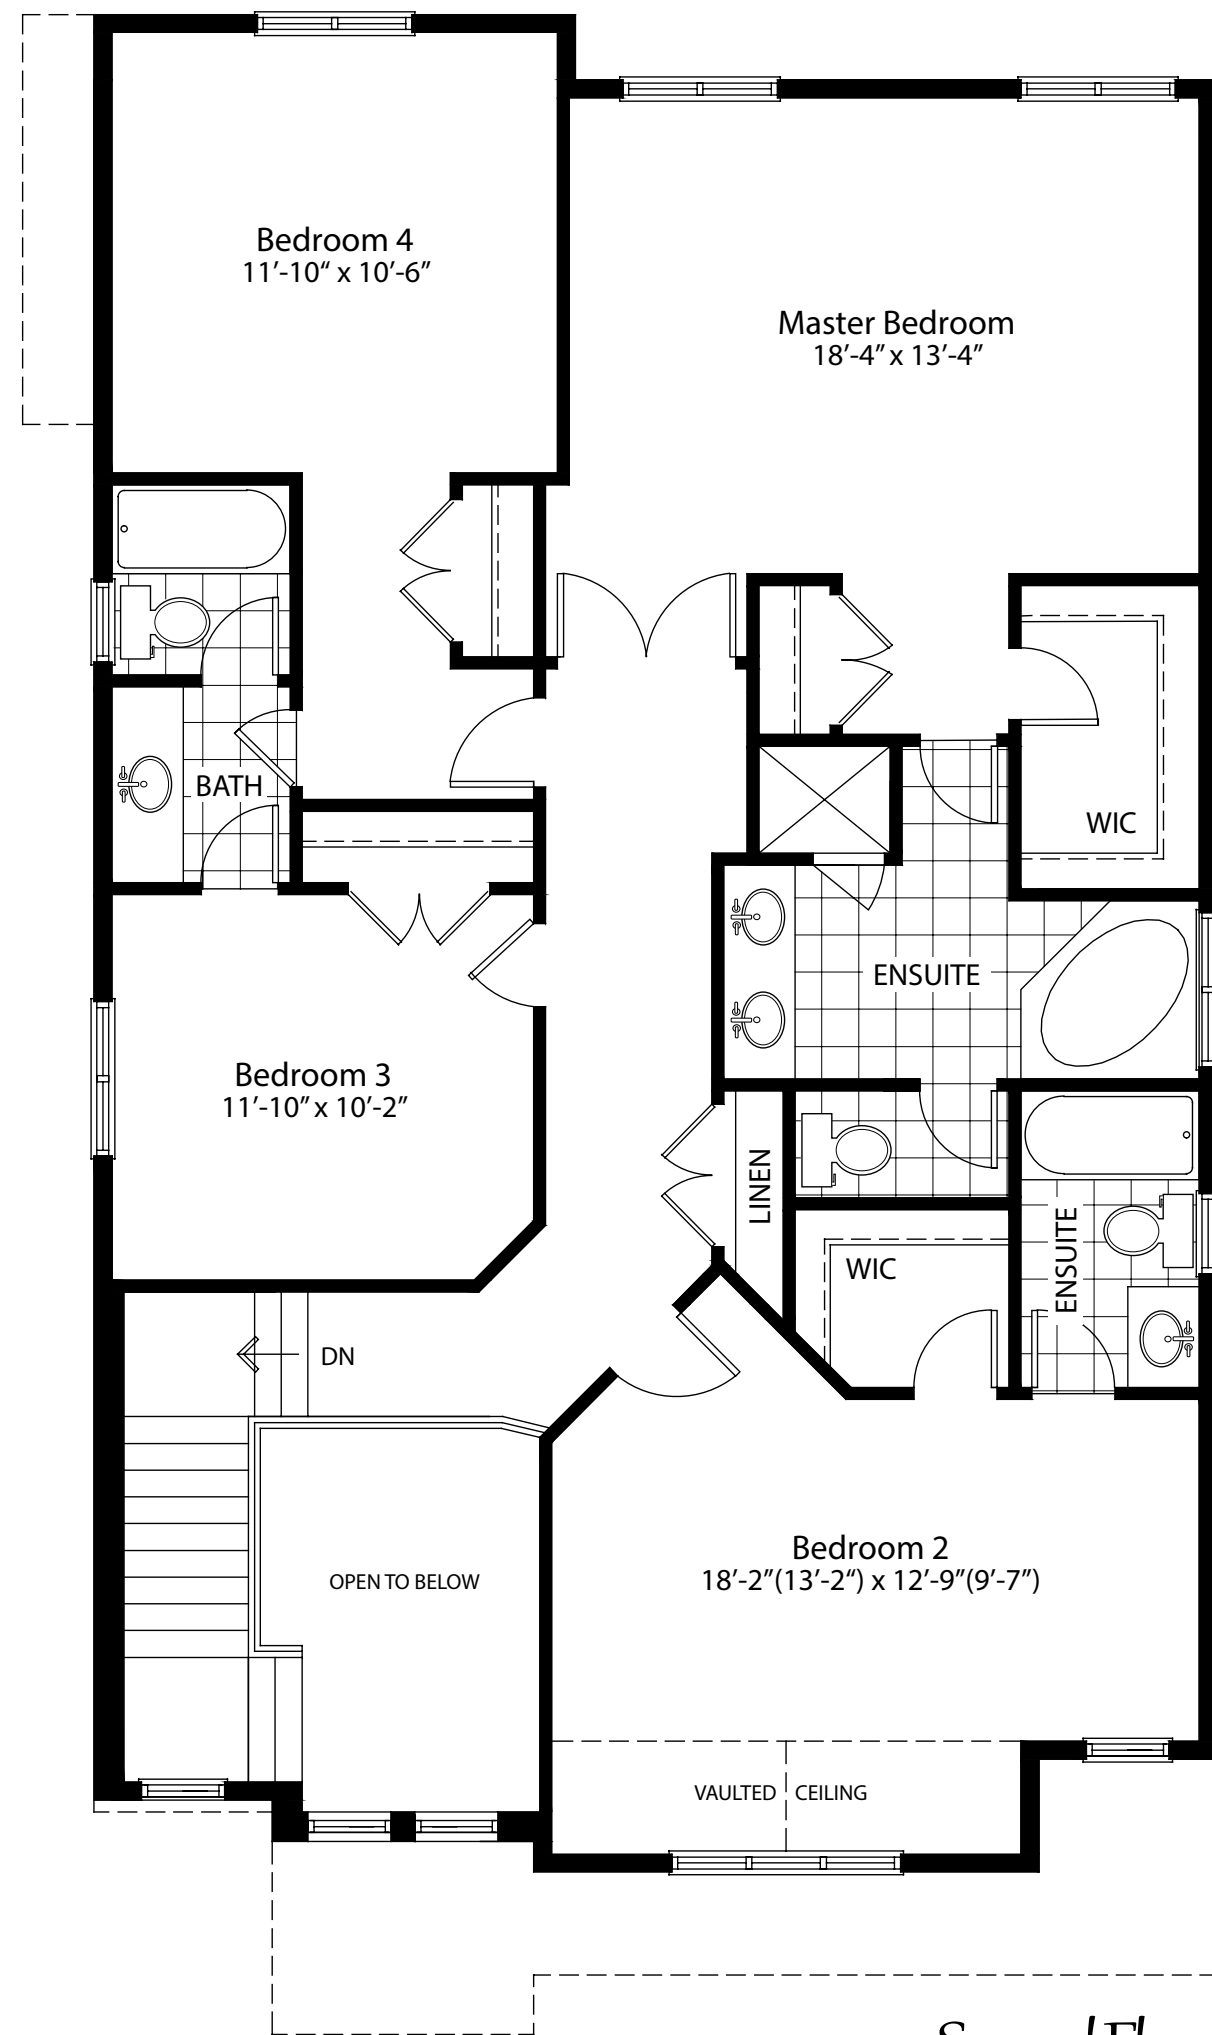 Bedroom 4
11’-10“ x 10’-6”
Master Bedroom
18’-4” x 13’-4”
BATH
WIC
ENSUITE
Bedroom 3
11’-10” x 10’-2”
LINEN
WIC
ENSUITE
DN
Bedroom 2
18’-2”(13’-2“) x 12’-9”(9’-7”)
OPEN TO BELOW
VAULTED CEILING